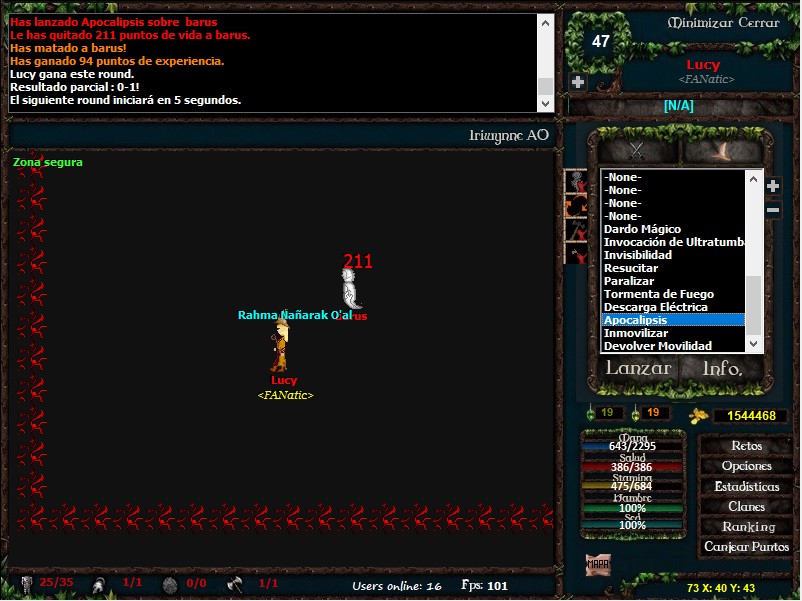 Has lanzado Apocalipsis sobre barus
Le has quitado 211 puntos de vida a barus.
Has matado a barus!
Has ganado 94 puntos de experiencia.
Lucy gana este round.
Resultado parcial : 0-1!
El siguiente round iniciará en 5 segundos.
47
Minimizar Cerrar
Lucy
<FANatic>
[N/A]
Iriwynne AO
Zona segura
211
Rahma Nañarak O'al
Lucy
<FANatic>
-None-
-None-
-None-
-None-
Dardo Mágico
Invocación de Ultratumb
Invisibilidad
Resucitar
Paralizar
Tormenta de Fuego
Descarga Eléctrica
Apocalipsis
Inmovilizar
Devolver Movilidad
Lanzar
Info.
19
19
1544468
Mana
643/2295
Salud
386/386
Stamina
475/684
Hambre
100%
Sed
100%
Retos
Opciones
Estadísticas
Clanes
Ranking
Canjear Puntos
MAPA
25/35
1/1
0/0
1/1
Users online: 16
Fps: 101
73 X: 40 Y: 43